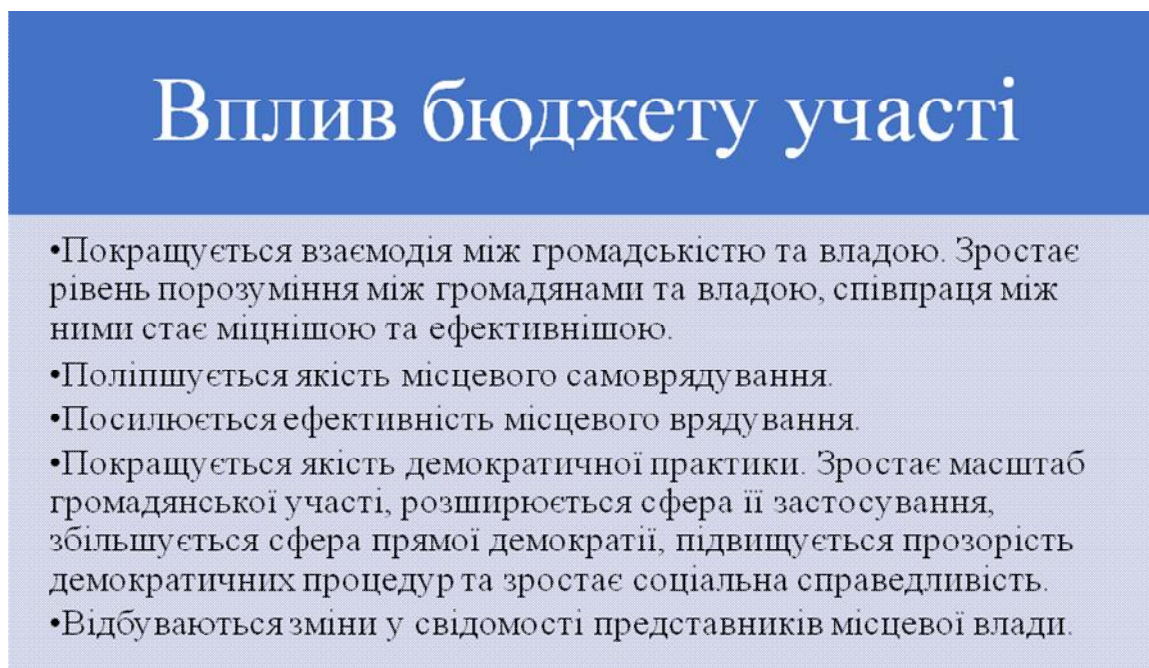 Вплив бюджету участі
•Покращується взаємодія між громадськістю та владою. Зростає
рівень порозуміння між громадянами та владою, співпраця між
ними стає міцнішою та ефективнішою.
•Поліпшується якість місцевого самоврядування.
•Посилюється ефективність місцевого врядування.
•Покращується якість демократичної практики. Зростає масштаб
громадянської участі, розширюється сфера її застосування,
збільшується сфера прямої демократії, підвищується прозорість
демократичних процедур та зростає соціальна справедливість.
•Відбуваються зміни у свідомості представників місцевої влади.